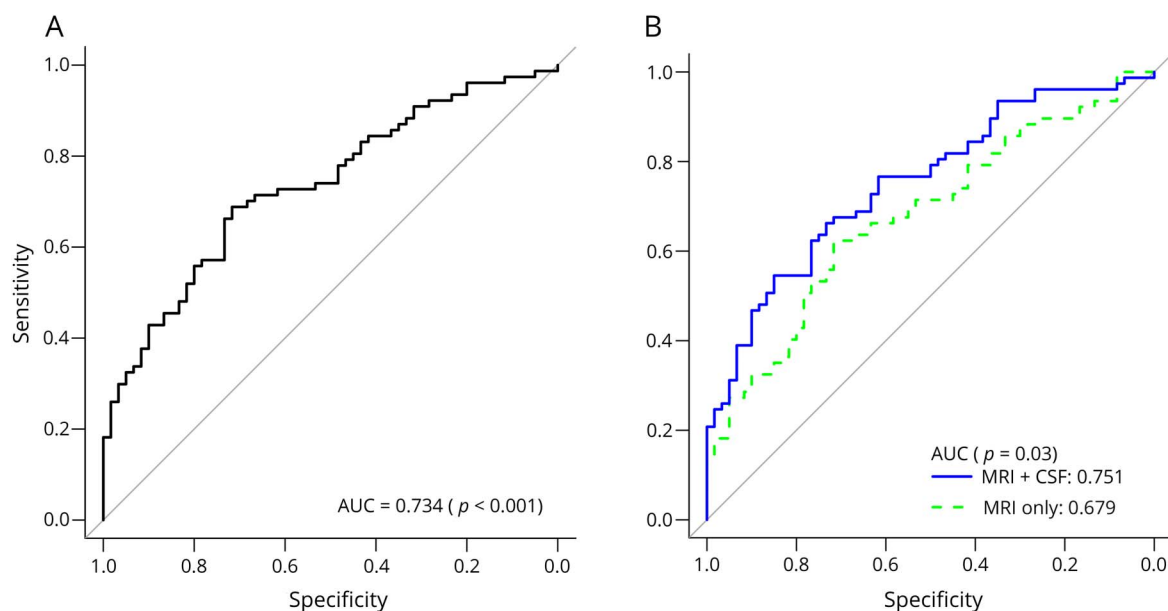 A
1.0
0.8
0.6
0.4
0.2
0.0
Sensitivity
AUC = 0.734 ( p < 0.001)
1.0 0.8 0.6 0.4 0.2 0.0
Specificity
B
1.0
0.8
0.6
0.4
0.2
0.0
AUC ( p = 0.03)
MRI + CSF: 0.751
MRI only: 0.679
1.0 0.8 0.6 0.4 0.2 0.0
Specificity